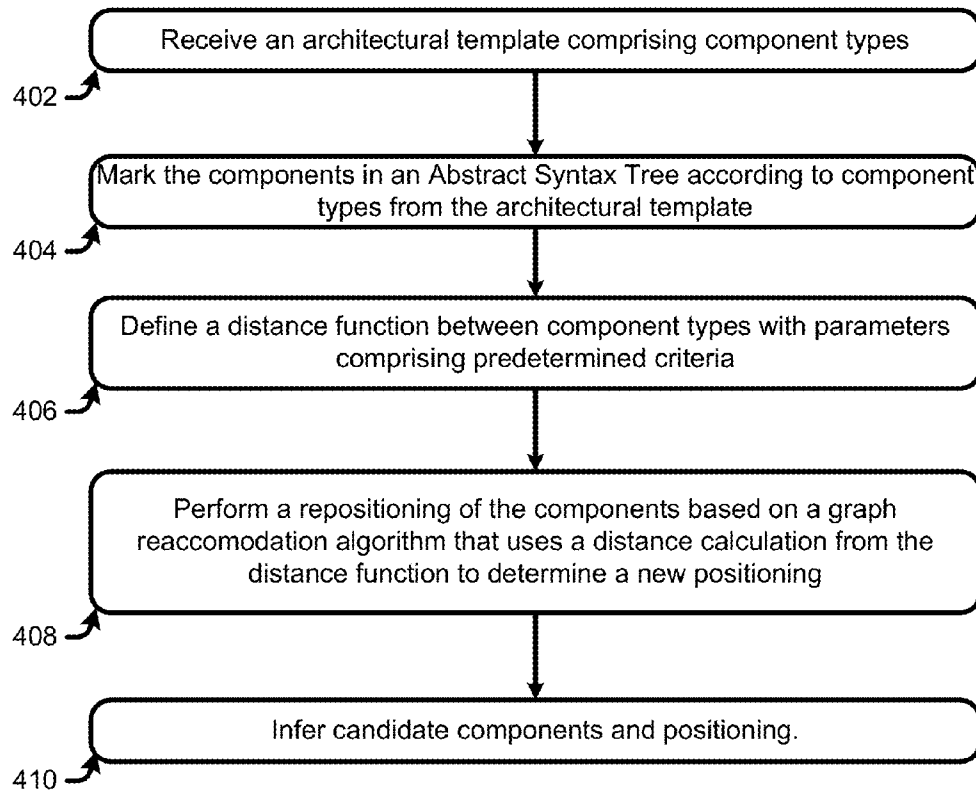 Receive an architectural template comprising component types
402
Mark the components in an Abstract Syntax Tree according to component
types from the architectural template
404
Define a distance function between component types with parameters
comprising predetermined criteria
406
Perform a repositioning of the components based on a graph
reaccomodation algorithm that uses a distance calculation from the
distance function to determine a new positioning
408
Infer candidate components and positioning.
410